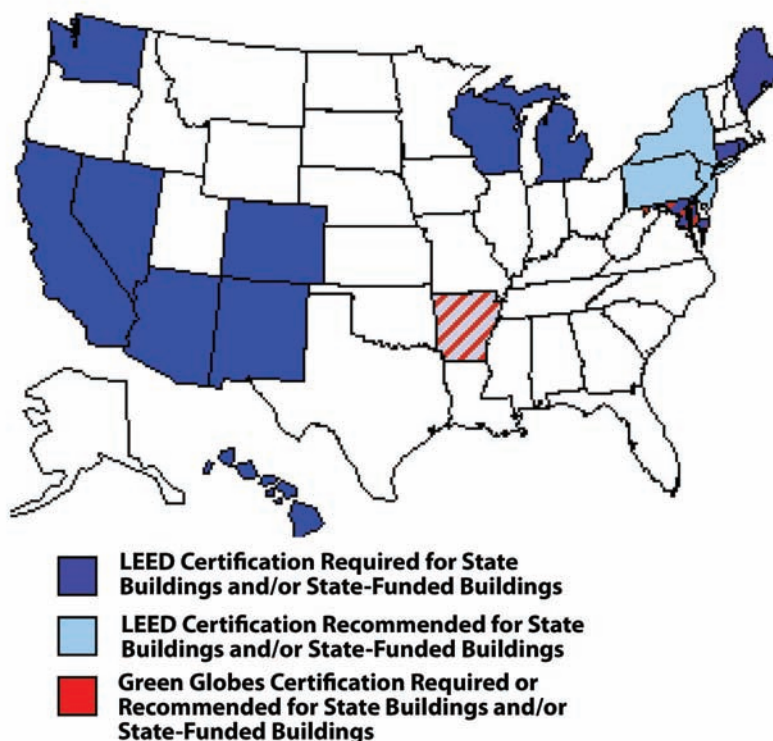 LEED Certification Required for State
Buildings and/or State-Funded Buildings
LEED Certification Recommended for State
Buildings and/or State-Funded Buildings
Green Globes Certification Required or
Recommended for State Buildings and/or
State-Funded Buildings